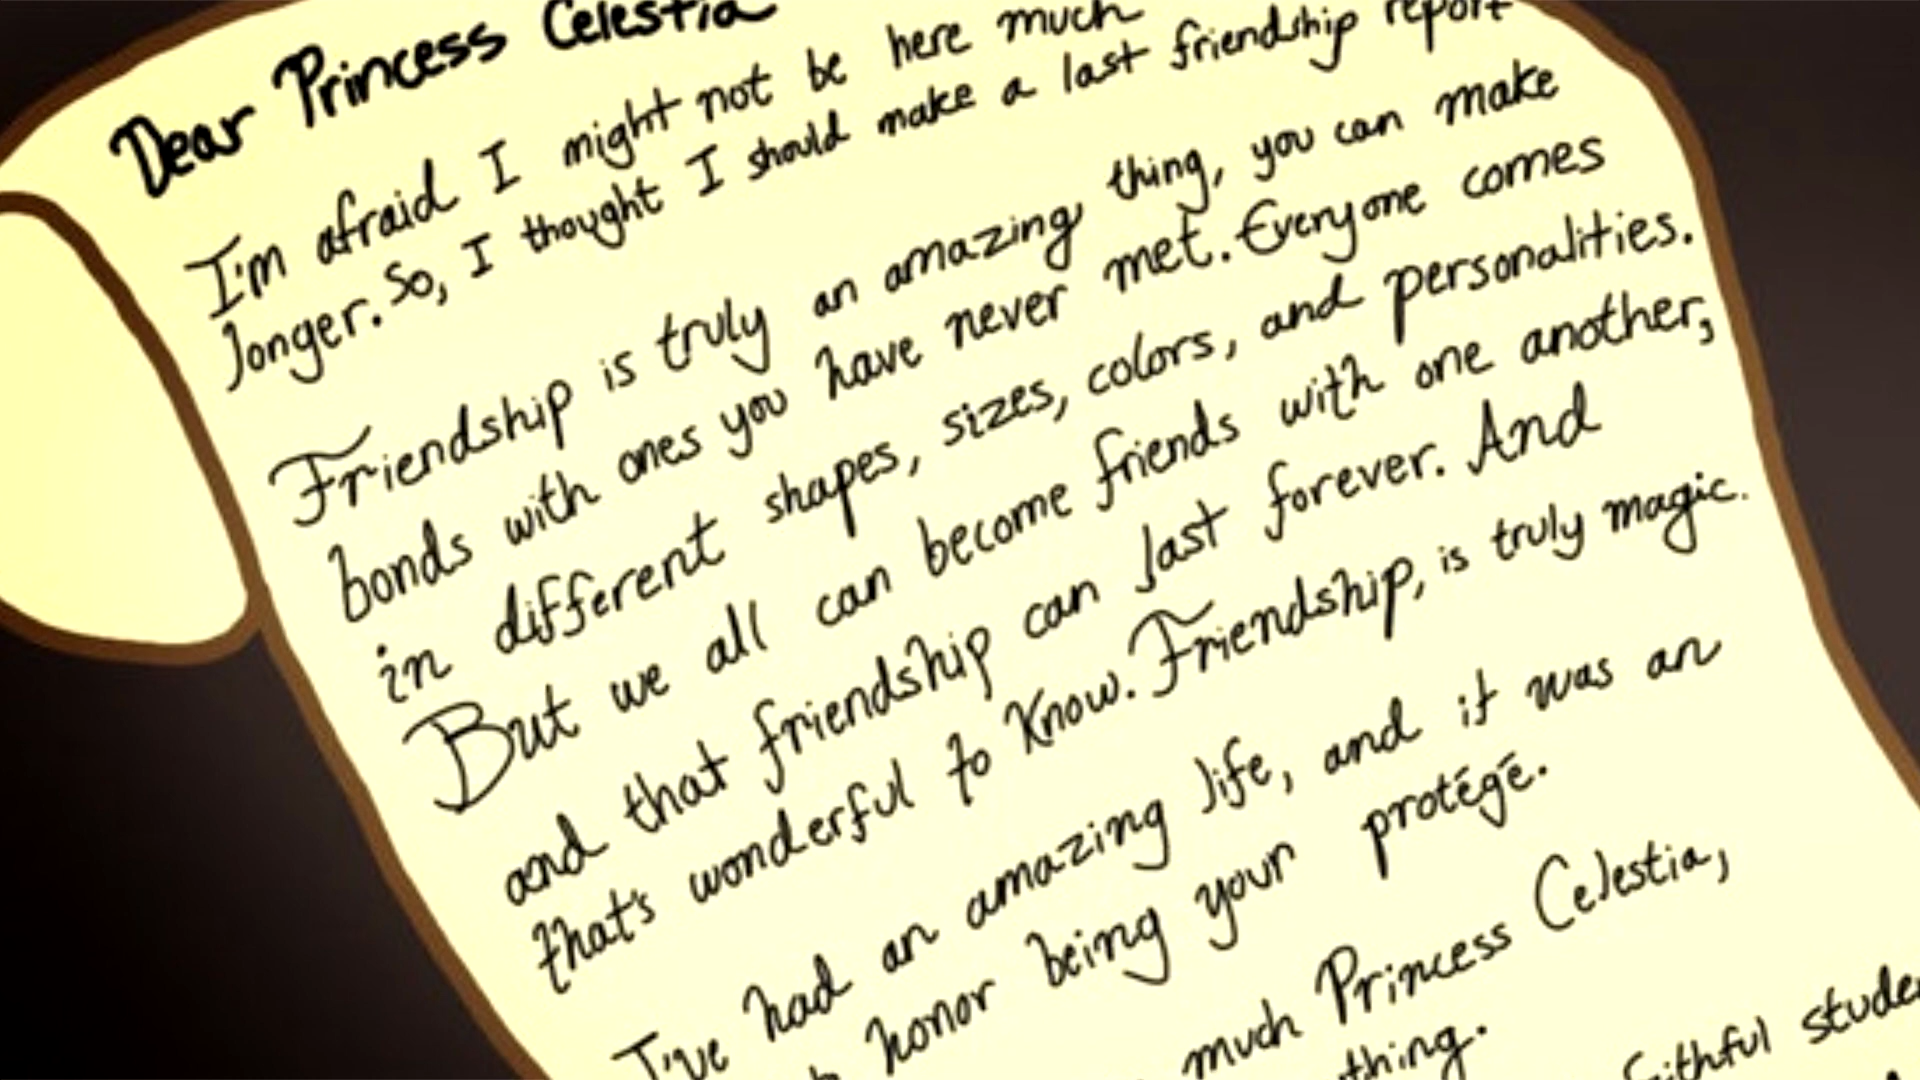 Dear Princess Celestia
I'm afraid I might not be here much
longer. So, I thought I should make a last friendship report
Friendship is truly an amazing thing, you can make
bonds with ones you have never met. Everyone comes
in different shapes, sizes, colors, and personalities.
But we all can become friends with one another,
and that friendship can last forever. And
that's wonderful to know. Friendship, is truly magic.
I've had an amazing life, and it was an
honor being your protégé.
much Princess Celestia,
thing.
faithful